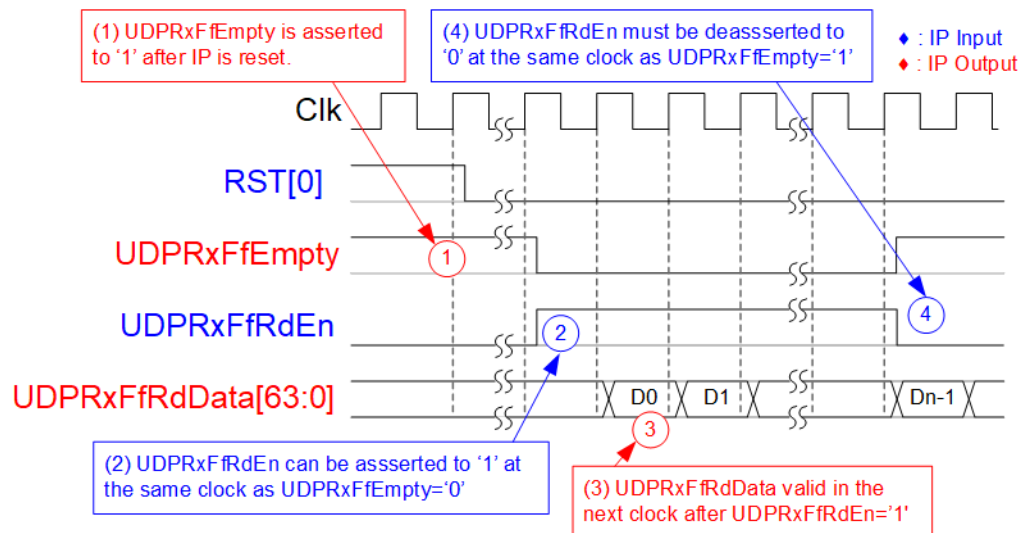 (1) UDPRxFfEmpty is asserted
to ‘1’ after IP is reset.
(4) UDPRxFfRdEn must be deassserted to
‘0’ at the same clock as UDPRxFfEmpty=‘1’
♦ : IP Input
♦ : IP Output
Clk
RST[0]
UDPRxFfEmpty
1
UDPRxFfRdEn
2
4
UDPRxFfRdData[63:0]
D0
D1
Dn-1
3
(2) UDPRxFfRdEn can be assserted to ‘1’ at
the same clock as UDPRxFfEmpty=‘0’
(3) UDPRxFfRdData valid in the
next clock after UDPRxFfRdEn=’1'